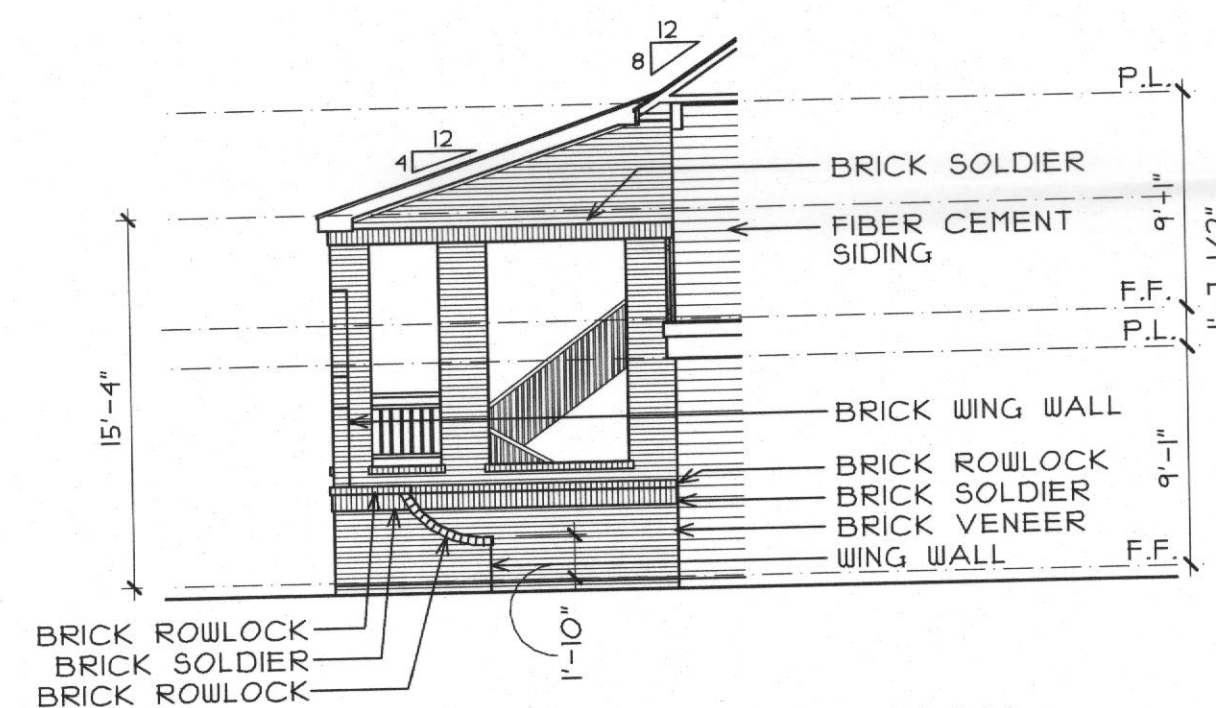 12
8
P.L.
12
4
BRICK SOLDIER
9'-1"
FIBER CEMENT
SIDING
F.F.
P.L.
15'-4"
BRICK WING WALL
9'-1"
BRICK ROWLOCK
BRICK SOLDIER
BRICK VENEER
WING WALL
F.F.
1'-10"
BRICK ROWLOCK
BRICK SOLDIER
BRICK ROWLOCK